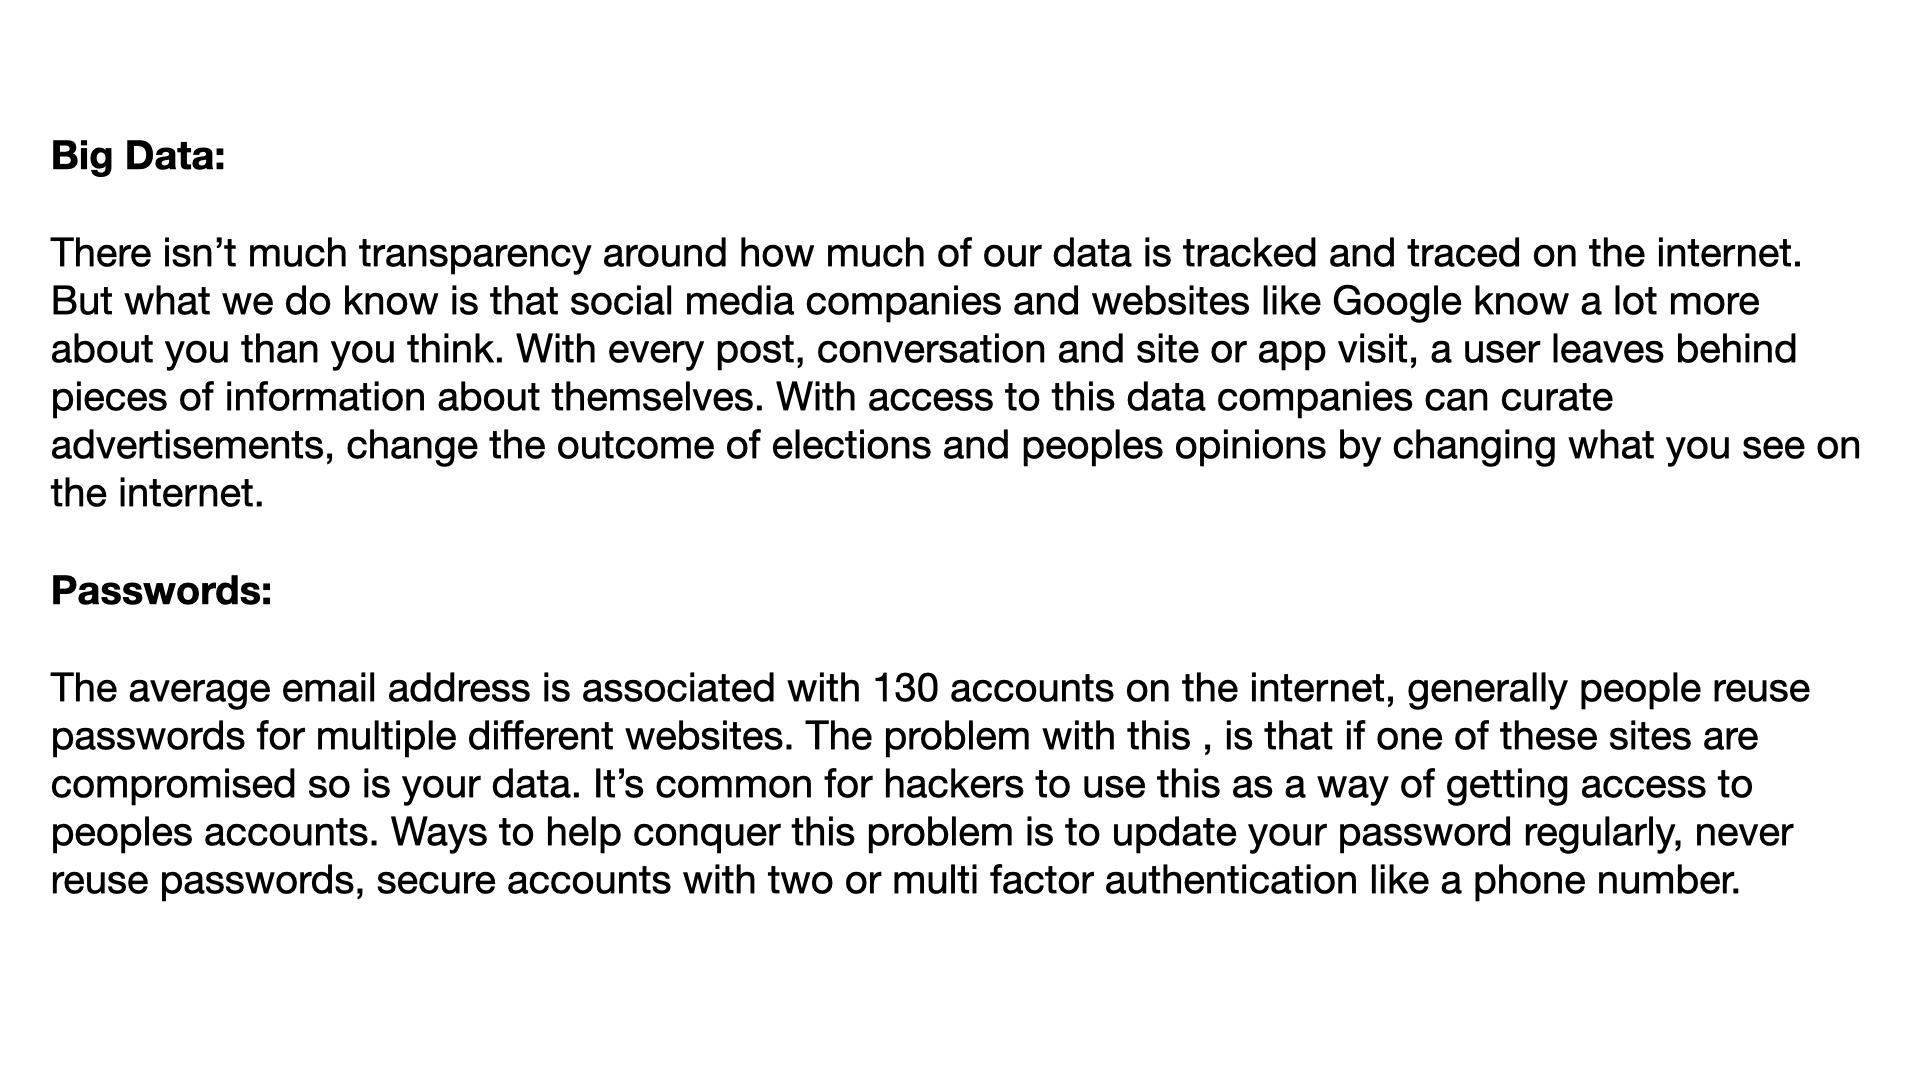 Big Data:
There isn’t much transparency around how much of our data is tracked and traced on the internet.
But what we do know is that social media companies and websites like Google know a lot more
about you than you think. With every post, conversation and site or app visit, a user leaves behind
pieces of information about themselves. With access to this data companies can curate
advertisements, change the outcome of elections and peoples opinions by changing what you see on
the internet.
Passwords:
The average email address is associated with 130 accounts on the internet, generally people reuse
passwords for multiple different websites. The problem with this , is that if one of these sites are
compromised so is your data. It’s common for hackers to use this as a way of getting access to
peoples accounts. Ways to help conquer this problem is to update your password regularly, never
reuse passwords, secure accounts with two or multi factor authentication like a phone number.